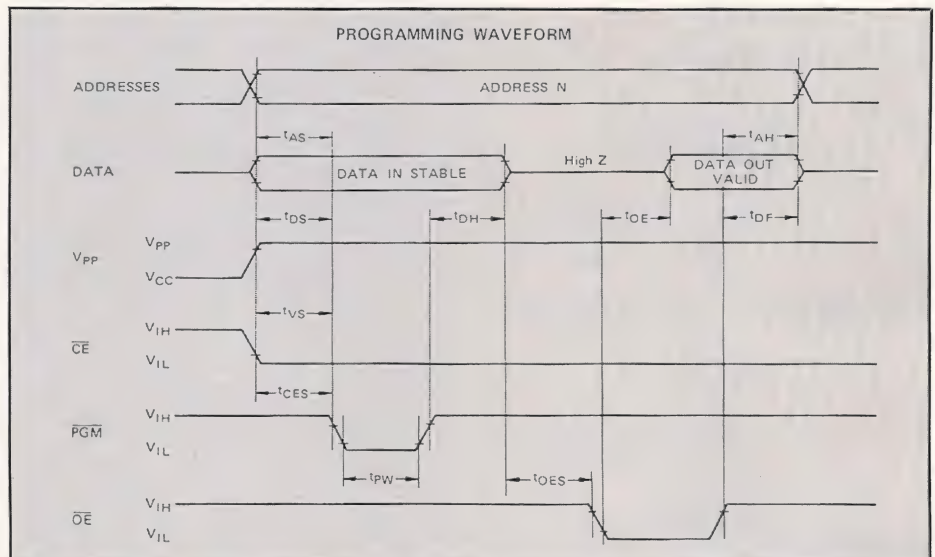 PROGRAMMING WAVEFORM
ADDRESSES
ADDRESS N
tAS
tAH
DATA
DATA IN STABLE
High Z
DATA OUT
VALID
tDS
tDH
tOE
tDF
VPP
VPP
VCC
tVS
CE
VIH
VIL
tCES
PGM
VIH
VIL
tPW
tOES
OE
VIH
VIL